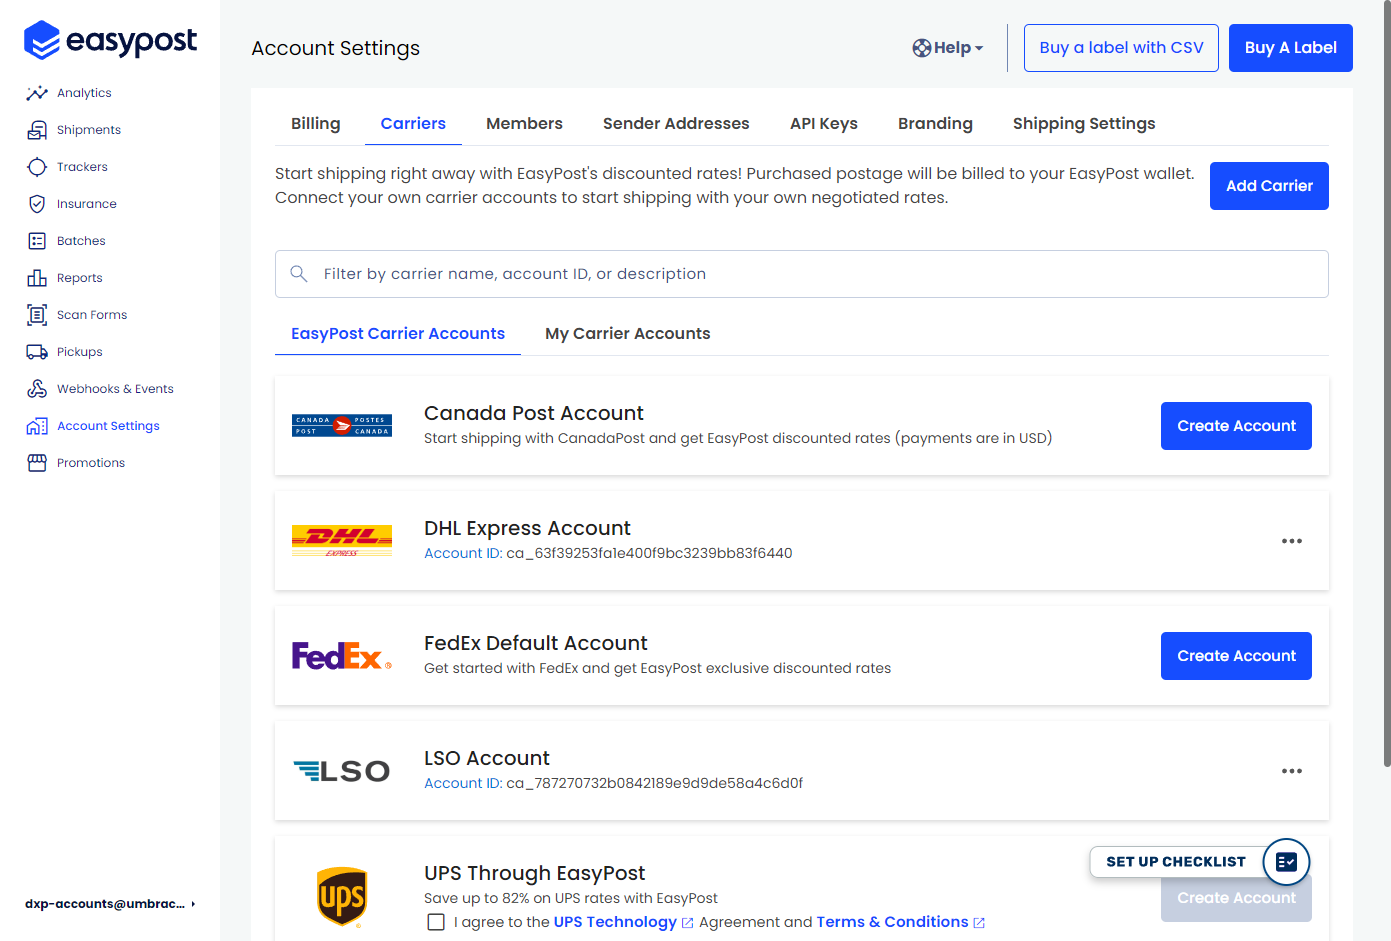 easypost
Account Settings
Help
Buy a label with CSV
Buy A Label
Analytics
Shipments
Trackers
Insurance
Batches
Reports
Scan Forms
Pickups
Webhooks & Events
Account Settings
Promotions
dxp-accounts@umbrac...
Billing
Carriers
Members
Sender Addresses
API Keys
Branding
Shipping Settings
Start shipping right away with EasyPost's discounted rates! Purchased postage will be billed to your EasyPost wallet.
Connect your own carrier accounts to start shipping with your own negotiated rates.
Add Carrier
Filter by carrier name, account ID, or description
EasyPost Carrier Accounts
My Carrier Accounts
CANADA POSTES
POST CANADA
Canada Post Account
Start shipping with CanadaPost and get EasyPost discounted rates (payments are in USD)
Create Account
DHL
EXPRESS
DHL Express Account
Account ID: ca_63f39253fa1e400f9bc3239bb83f6440
FedEx®
FedEx Default Account
Get started with FedEx and get EasyPost exclusive discounted rates
Create Account
LSO
LSO Account
Account ID: ca_787270732b0842189e9d9de58a4c6d0f
ups
UPS Through EasyPost
Save up to 82% on UPS rates with EasyPost
I agree to the UPS Technology Agreement and Terms & Conditions
SET UP CHECKLIST
Create Account